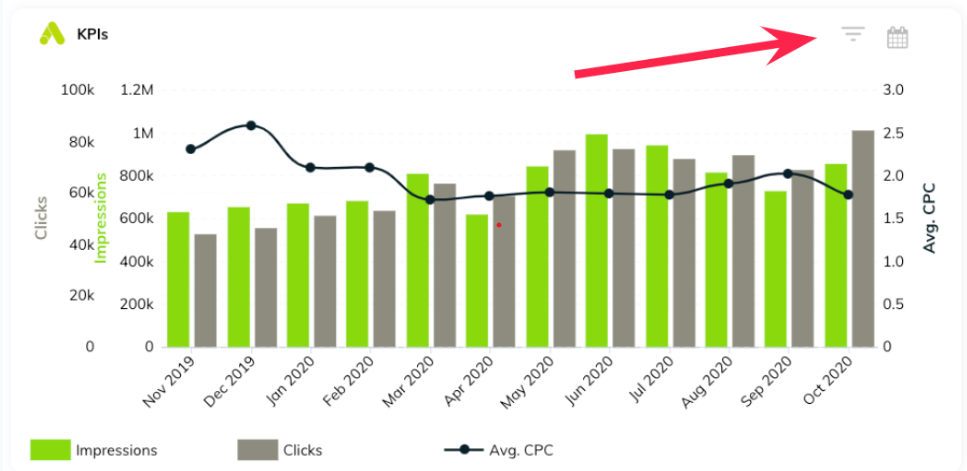 KPIs
100k 1.2M 3.0
80k 1M 2.5
60k 800k 2.0
600k 1.5
40k 400k 1.0
20k 200k 0.5
0 0 0
Clicks
Impressions
Avg. CPC
Nov 2019 Dec 2019 Jan 2020 Feb 2020 Mar 2020 Apr 2020 May 2020 Jun 2020 Jul 2020 Aug 2020 Sep 2020 Oct 2020
Impressions Clicks Avg. CPC